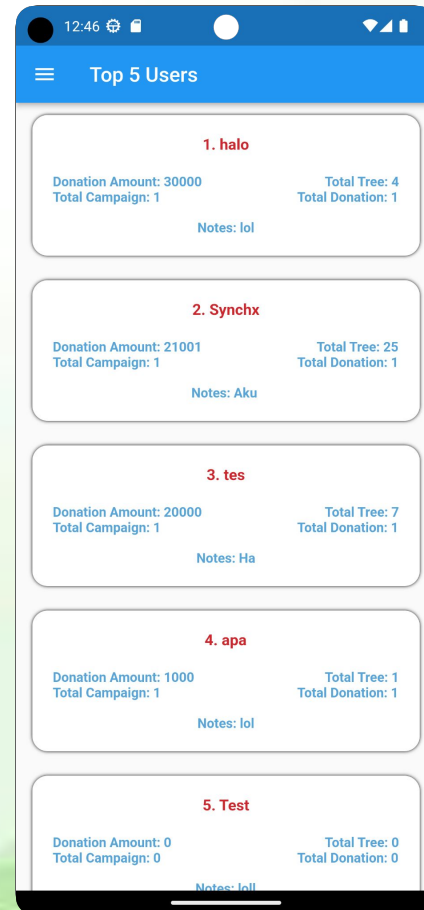 12:46
Top 5 Users
1. halo
Donation Amount: 30000 Total Tree: 4
Total Campaign: 1 Total Donation: 1
Notes: lol
2. Synchx
Donation Amount: 21001 Total Tree: 25
Total Campaign: 1 Total Donation: 1
Notes: Aku
3. tes
Donation Amount: 20000 Total Tree: 7
Total Campaign: 1 Total Donation: 1
Notes: Ha
4. apa
Donation Amount: 1000 Total Tree: 1
Total Campaign: 1 Total Donation: 1
Notes: lol
5. Test
Donation Amount: 0 Total Tree: 0
Total Campaign: 0 Total Donation: 0
Notes: loll